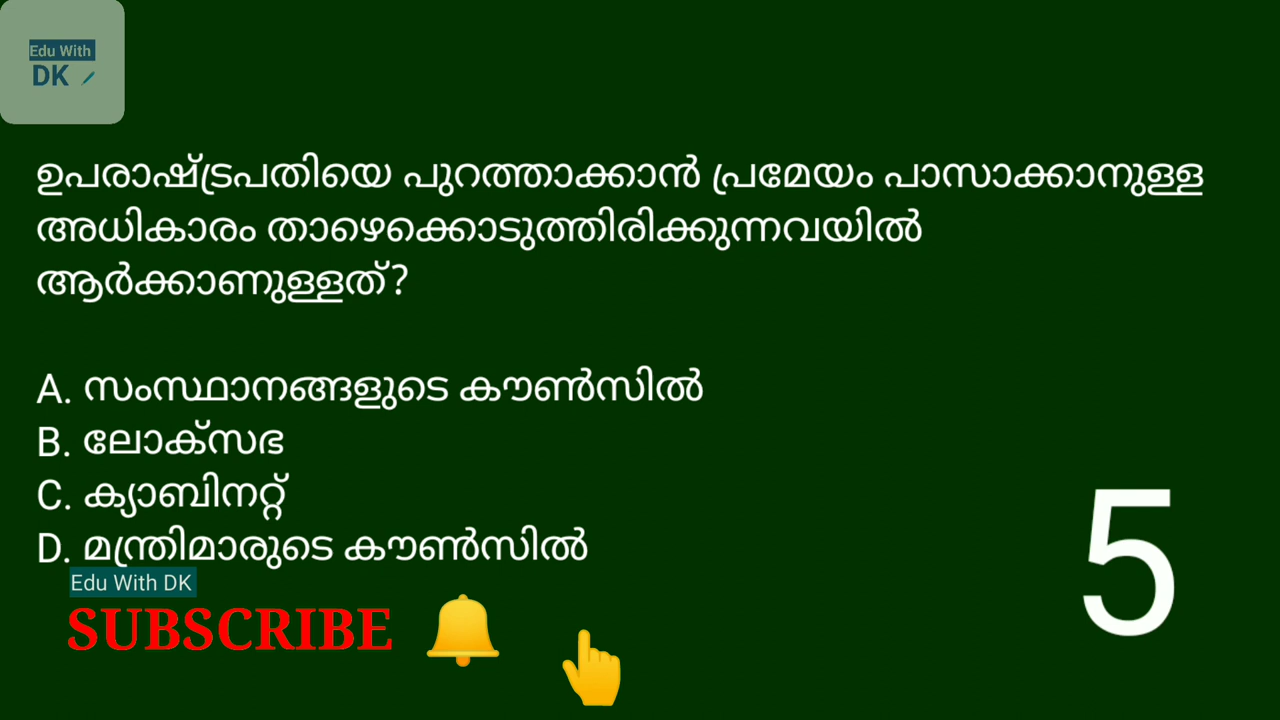 Edu With
DK
ഉപരാഷ്ട്രപതിയെ പുറത്താക്കാൻ പ്രമേയം പാസാക്കാനുള്ള
അധികാരം താഴെക്കൊടുത്തിരിക്കുന്നവയിൽ
ആർക്കാണുള്ളത്?
A. സംസ്ഥാനങ്ങളുടെ കൗൺസിൽ
B. ലോക്സഭ
C. ക്യാബിനറ്റ്
D. മന്ത്രിമാരുടെ കൗൺസിൽ
5
Edu With DK
SUBSCRIBE